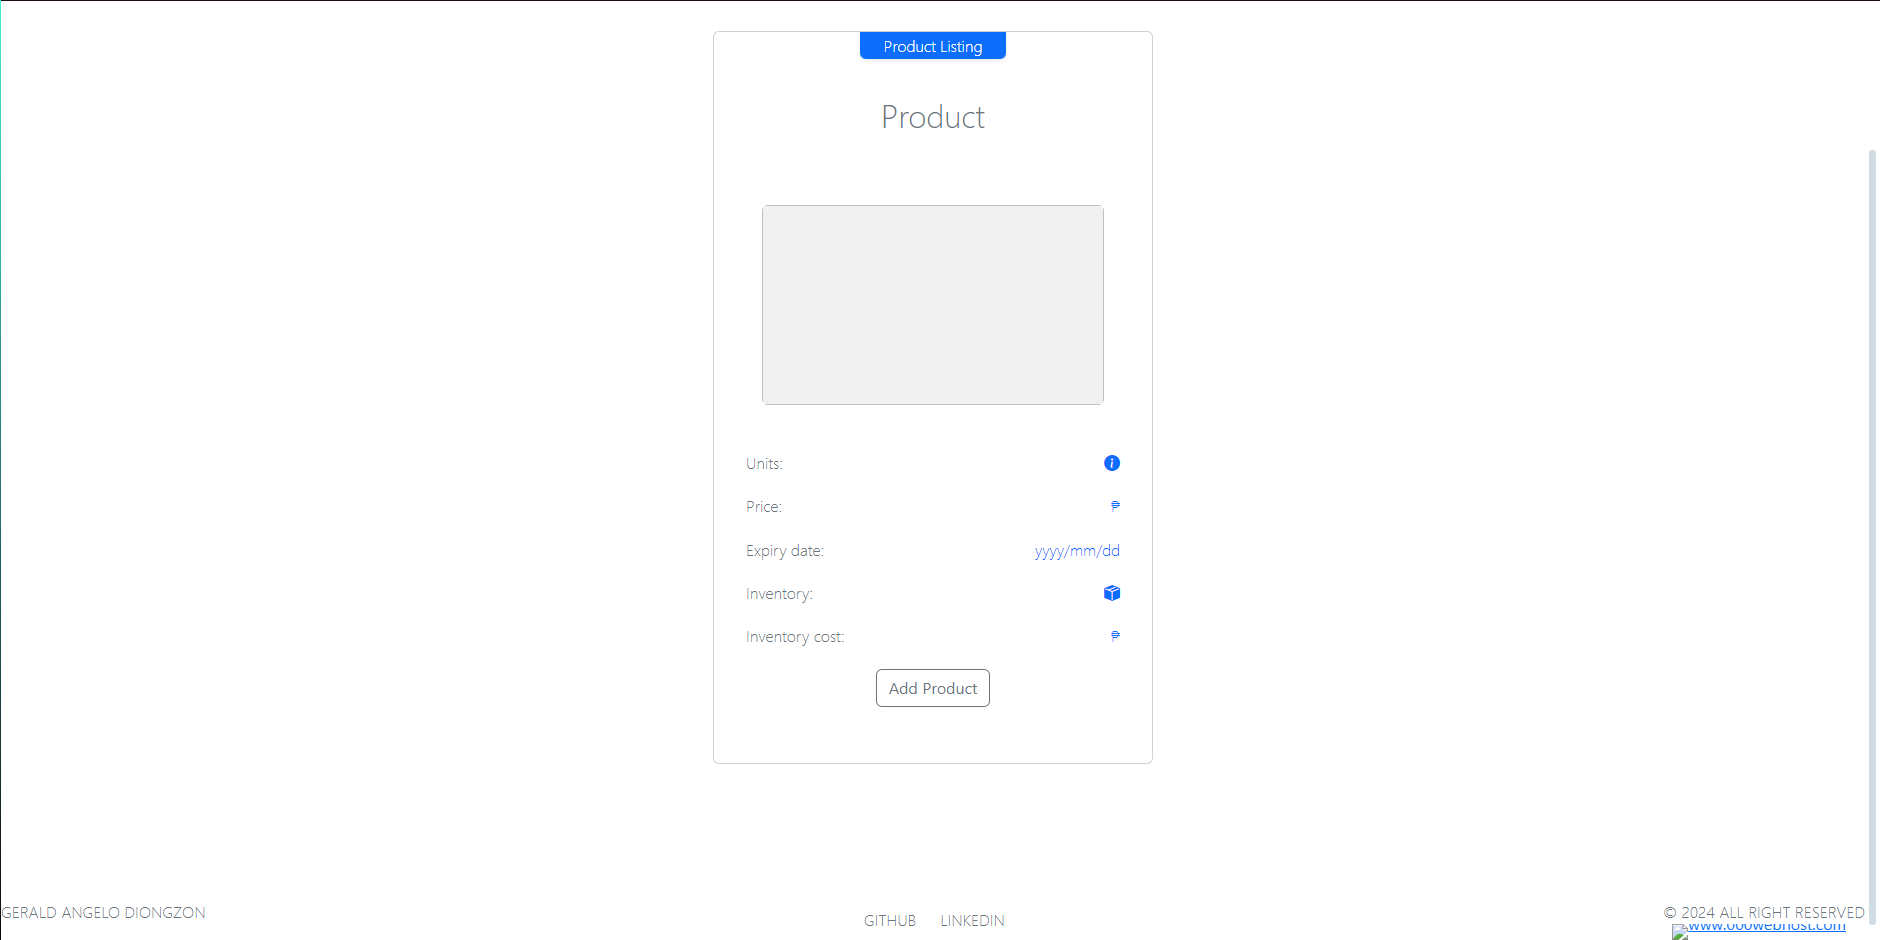 Product Listing
Product
Units:
Price: ₱
Expiry date: yyyy/mm/dd
Inventory:
Inventory cost: ₱
Add Product
GERALD ANGELO DIONGZON
GITHUB LINKEDIN
© 2024 ALL RIGHT RESERVED
www.000webhost.com